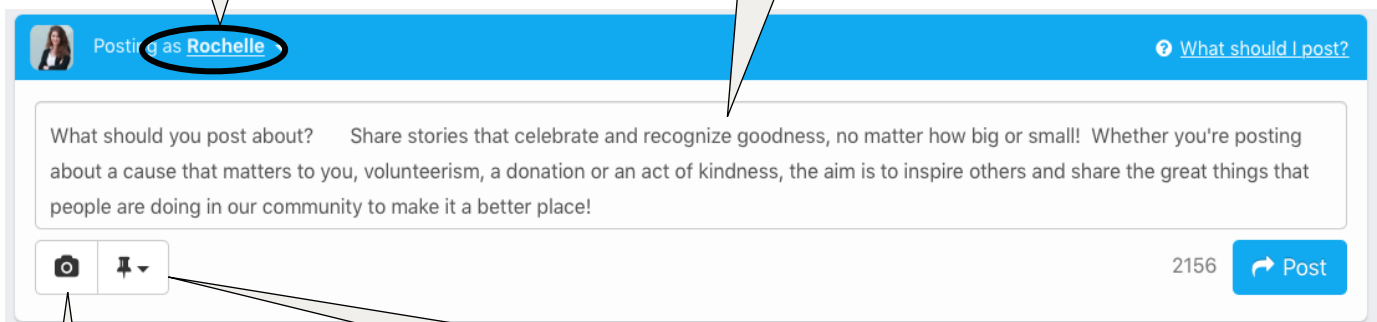 Posting as Rochelle
What should I post?
What should you post about? Share stories that celebrate and recognize goodness, no matter how big or small! Whether you're posting
about a cause that matters to you, volunteerism, a donation or an act of kindness, the aim is to inspire others and share the great things that
people are doing in our community to make it a better place!
2156 Post